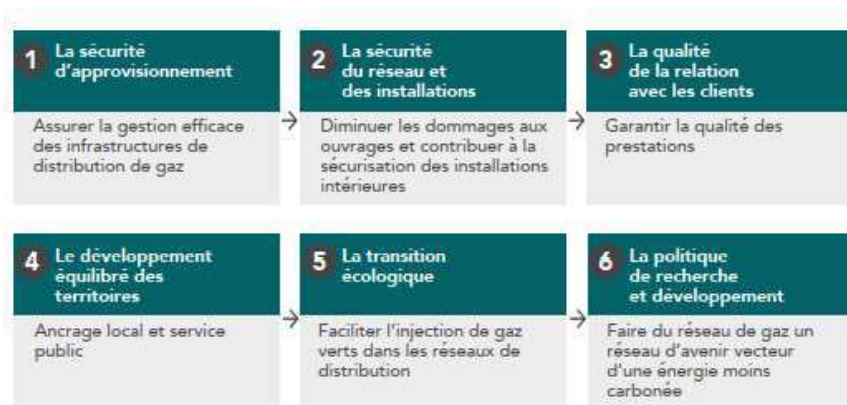 1 La sécurité
d'approvisionnement
Assurer la gestion efficace
des infrastructures de
distribution de gaz
2 La sécurité
du réseau et
des installations
Diminuer les dommages aux
ouvrages et contribuer à la
sécurisation des installations
intérieures
3 La qualité
de la relation
avec les clients
Garantir la qualité des
prestations
4 Le développement
équilibré des
territoires
Ancrage local et service
public
5 La transition
écologique
Faciliter l'injection de gaz
verts dans les réseaux de
distribution
6 La politique
de recherche
et développement
Faire du réseau de gaz un
réseau d'avenir vecteur
d'une énergie moins
carbonée